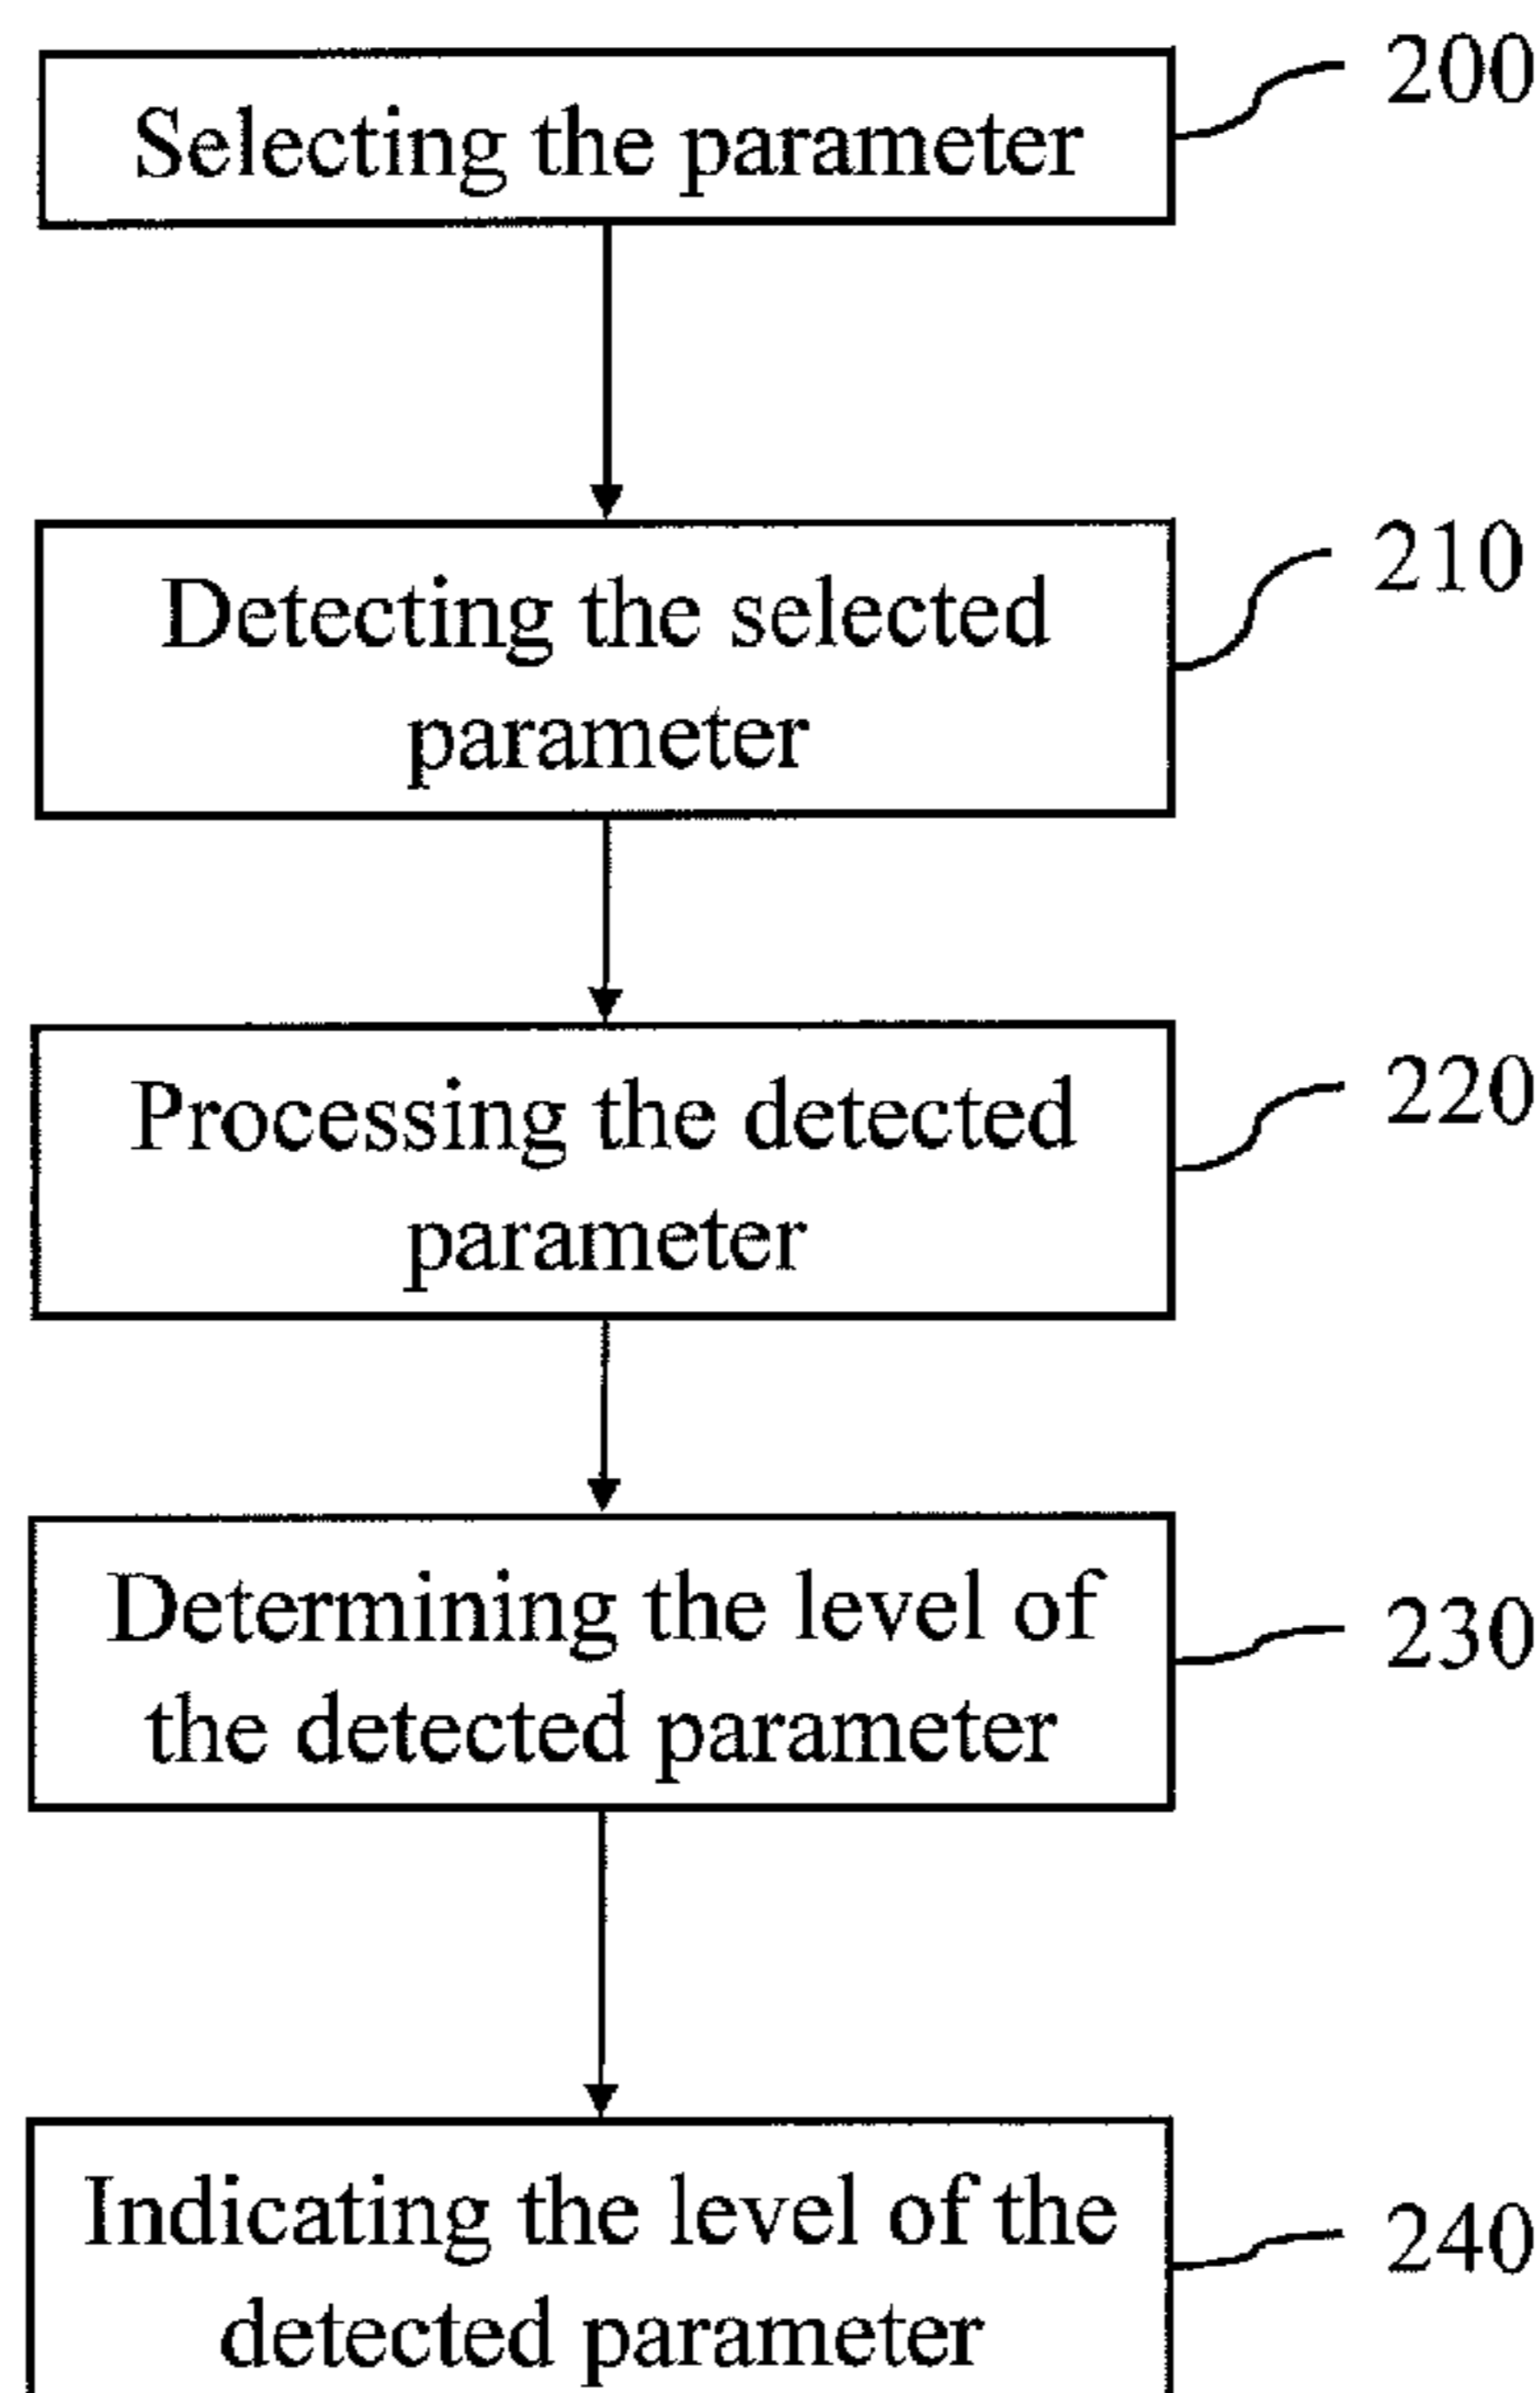 200
Selecting the parameter
210
Detecting the selected
parameter
220
Processing the detected
parameter
230
Determining the level of
the detected parameter
240
Indicating the level of the
detected parameter